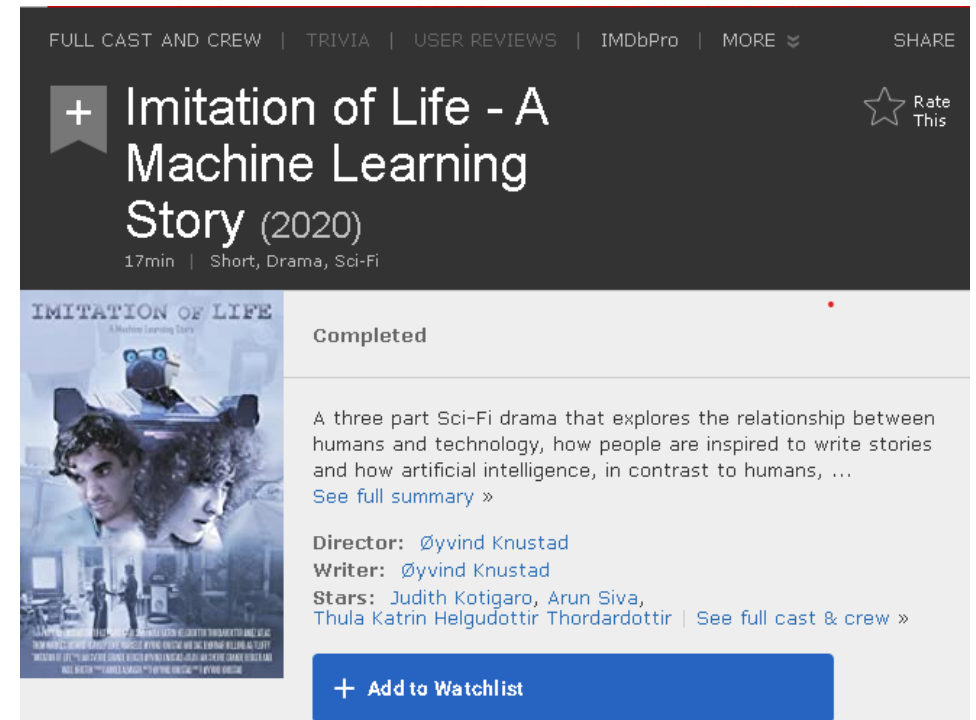 FULL CAST AND CREW | TRIVIA | USER REVIEWS | IMDbPro | MORE SHARE
Imitation of Life - A
Machine Learning
Story (2020)
Rate
This
17min | Short, Drama, Sci-Fi
IMITATION OF LIFE
A Machine Learning Story
Completed
A three part Sci-Fi drama that explores the relationship between
humans and technology, how people are inspired to write stories
and how artificial intelligence, in contrast to humans, ...
See full summary »
Director: Øyvind Knustad
Writer: Øyvind Knustad
Stars: Judith Kotigaro, Arun Siva,
Thula Katrin Helgudottir Thordardottir | See full cast & crew »
+ Add to Watchlist